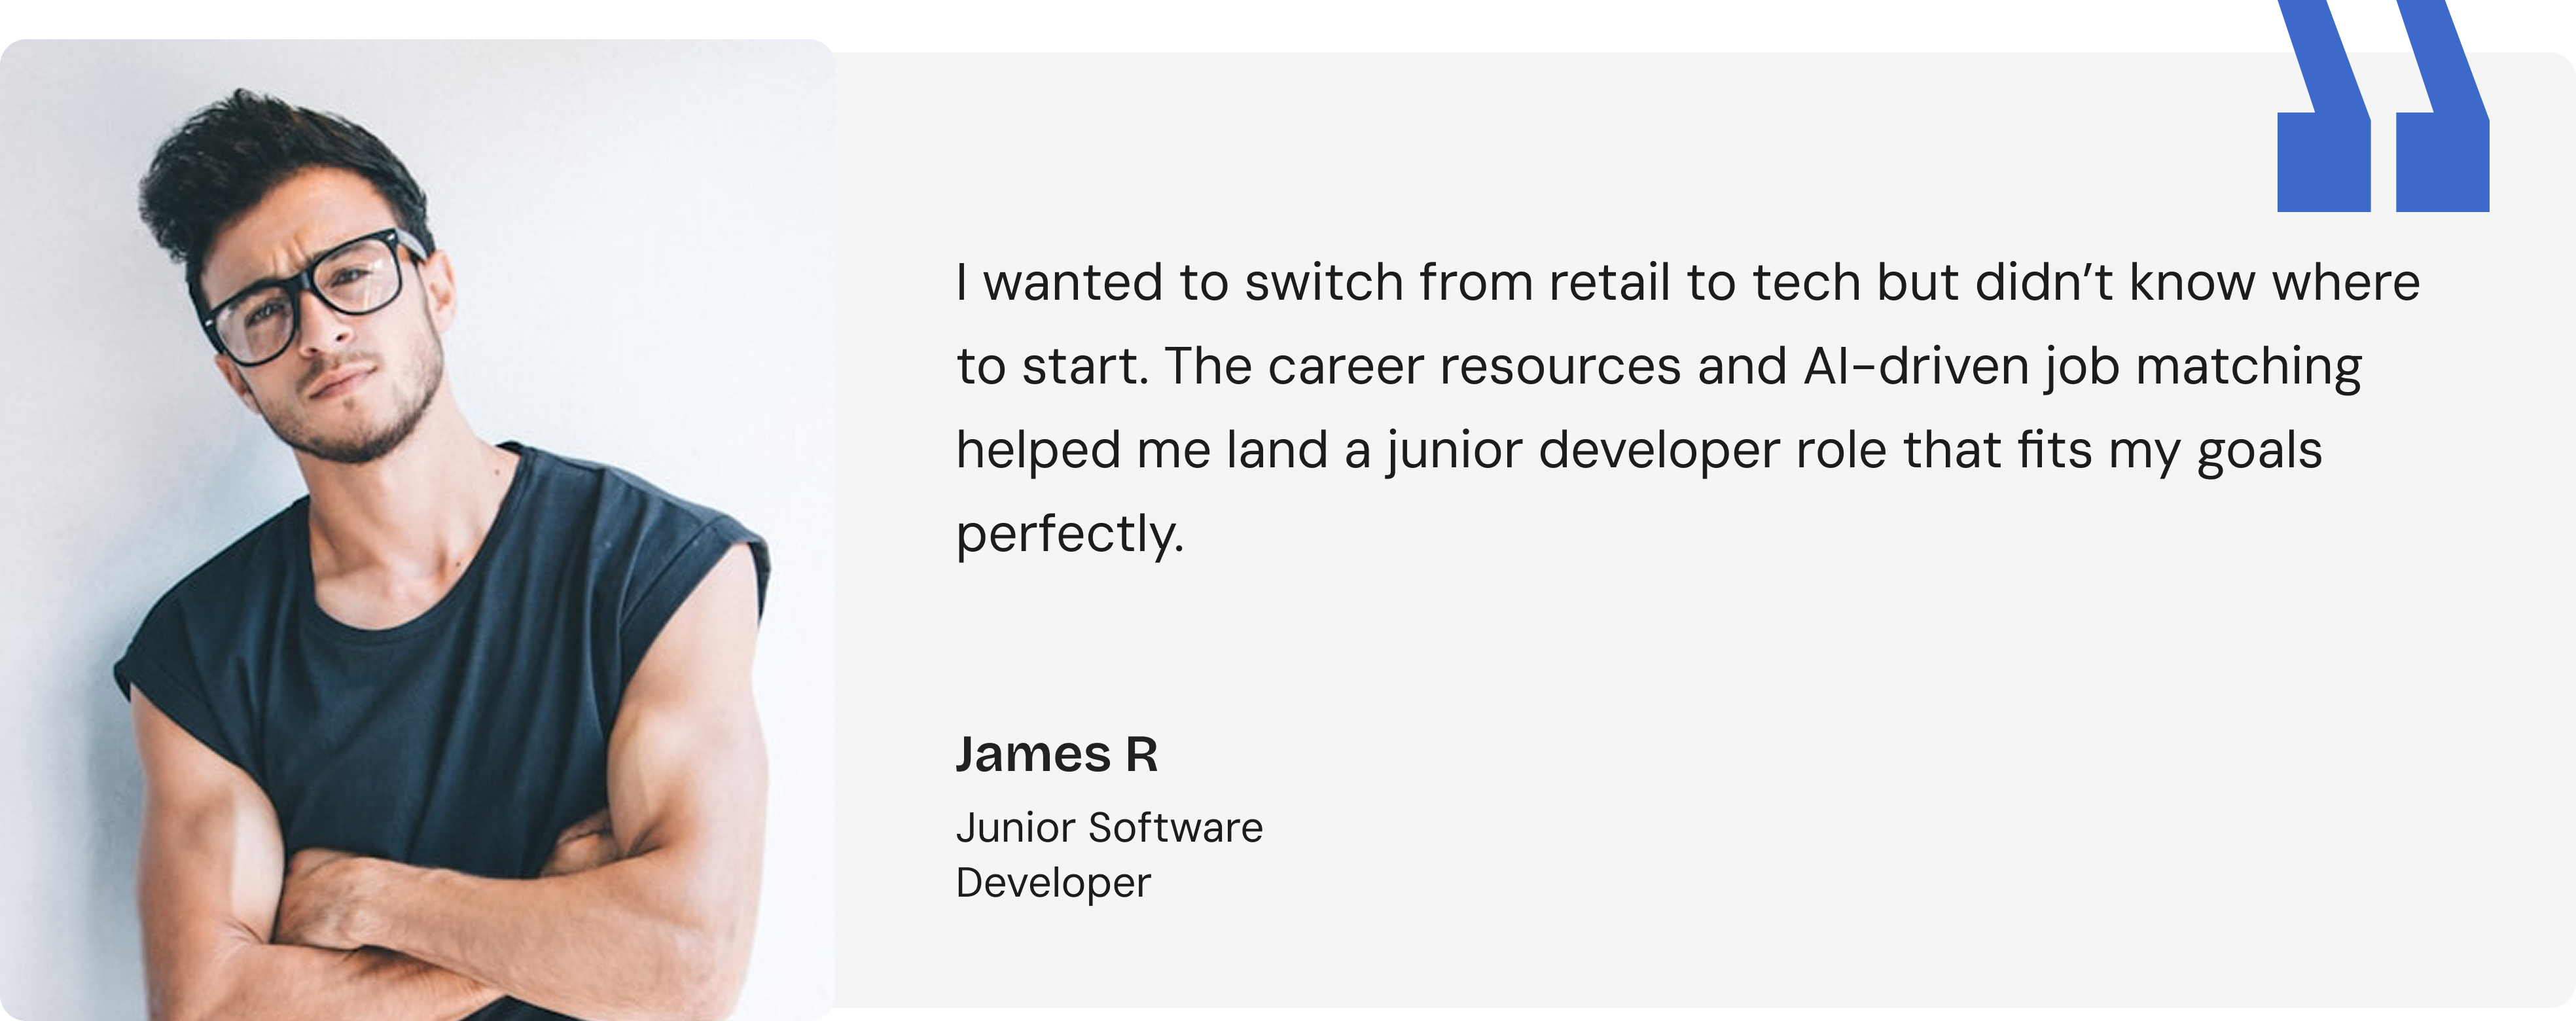 I wanted to switch from retail to tech but didn’t know where
to start. The career resources and AI-driven job matching
helped me land a junior developer role that fits my goals
perfectly.
James R
Junior Software
Developer